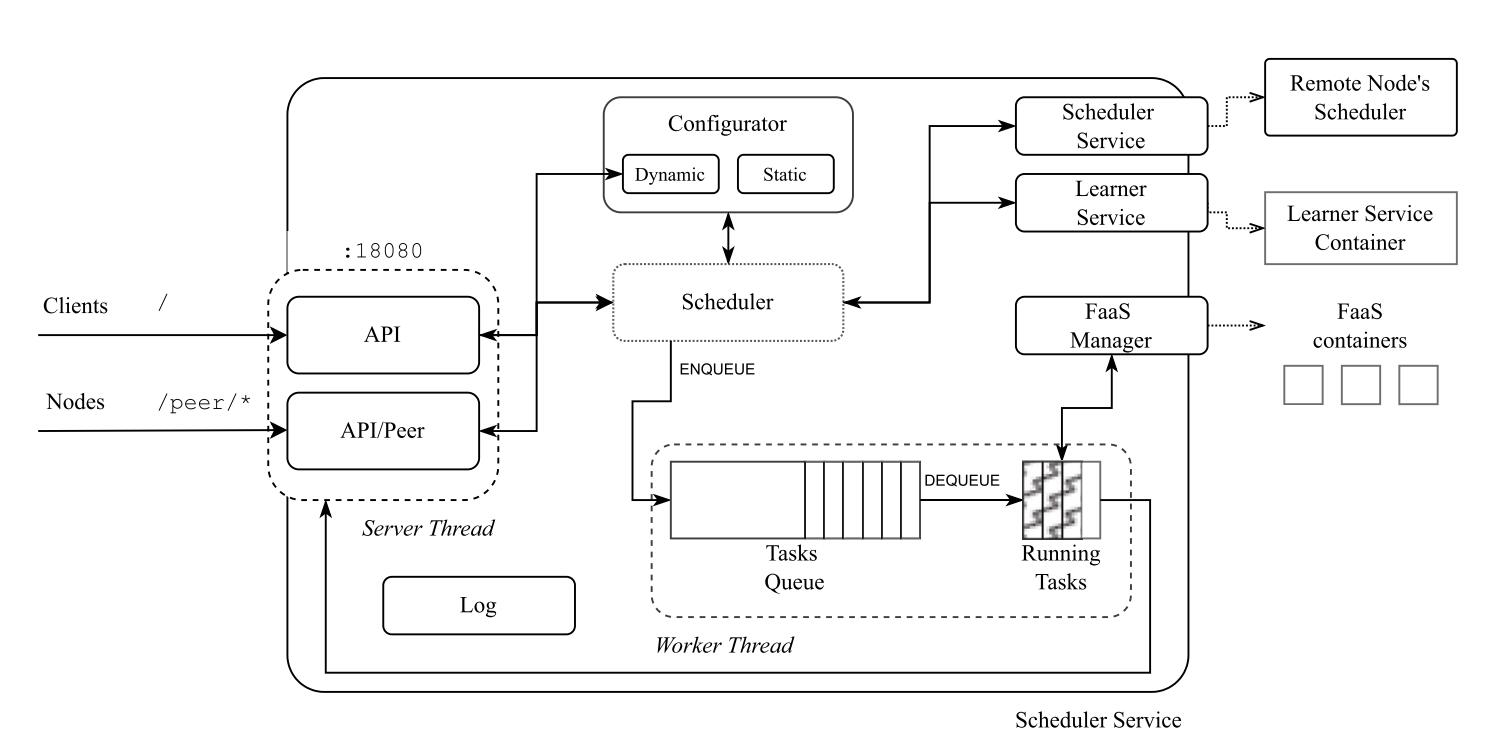 Remote Node's
Scheduler
Scheduler
Service
Configurator
Dynamic
Static
Learner
Service
Learner Service
Container
:18080
Clients /
API
Scheduler
FaaS
Manager
FaaS
containers
ENQUEUE
Nodes /peer/*
API/Peer
DEQUEUE
Server Thread
Tasks
Queue
Running
Tasks
Log
Worker Thread
Scheduler Service